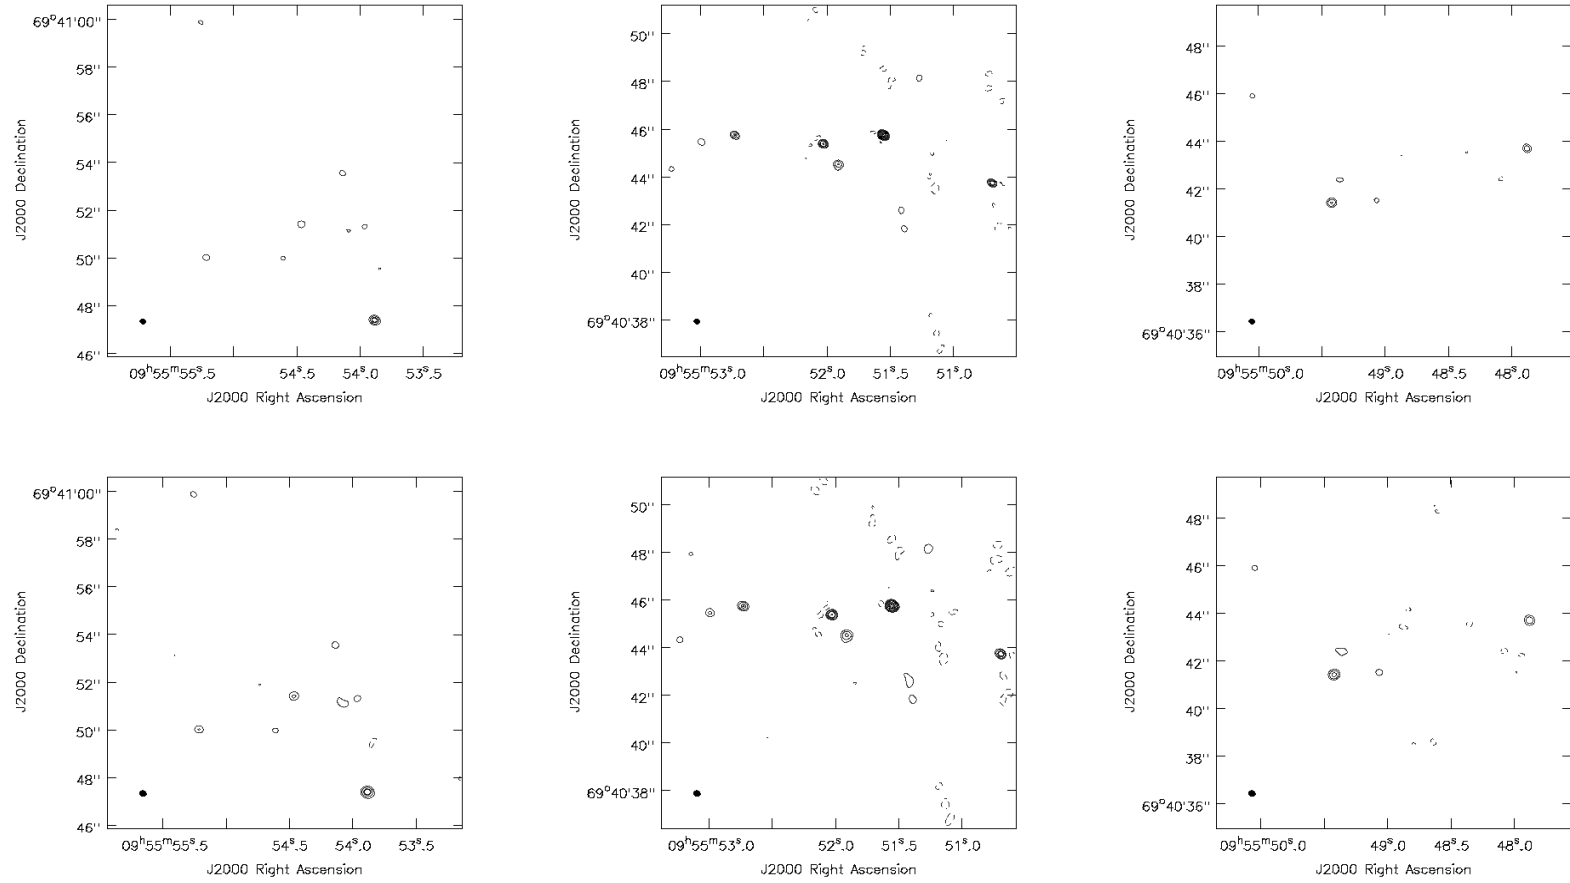 69°41'00"
58"
56"
54"
52"
50"
48"
46"
J2000 Declination
09ʰ55ᵐ55ˢ.5
54ˢ.5
54ˢ.0
53ˢ.5
J2000 Right Ascension
50"
48"
46"
44"
42"
40"
69°40'38"
J2000 Declination
09ʰ55ᵐ53ˢ.0
52ˢ.0
51ˢ.5
51ˢ.0
J2000 Right Ascension
48"
46"
44"
42"
40"
38"
69°40'36"
J2000 Declination
09ʰ55ᵐ50ˢ.0
49ˢ.0
48ˢ.5
48ˢ.0
J2000 Right Ascension
69°41'00"
58"
56"
54"
52"
50"
48"
46"
J2000 Declination
09ʰ55ᵐ55ˢ.5
54ˢ.5
54ˢ.0
53ˢ.5
J2000 Right Ascension
50"
48"
46"
44"
42"
40"
69°40'38"
J2000 Declination
09ʰ55ᵐ53ˢ.0
52ˢ.0
51ˢ.5
51ˢ.0
J2000 Right Ascension
48"
46"
44"
42"
40"
38"
69°40'36"
J2000 Declination
09ʰ55ᵐ50ˢ.0
49ˢ.0
48ˢ.5
48ˢ.0
J2000 Right Ascension